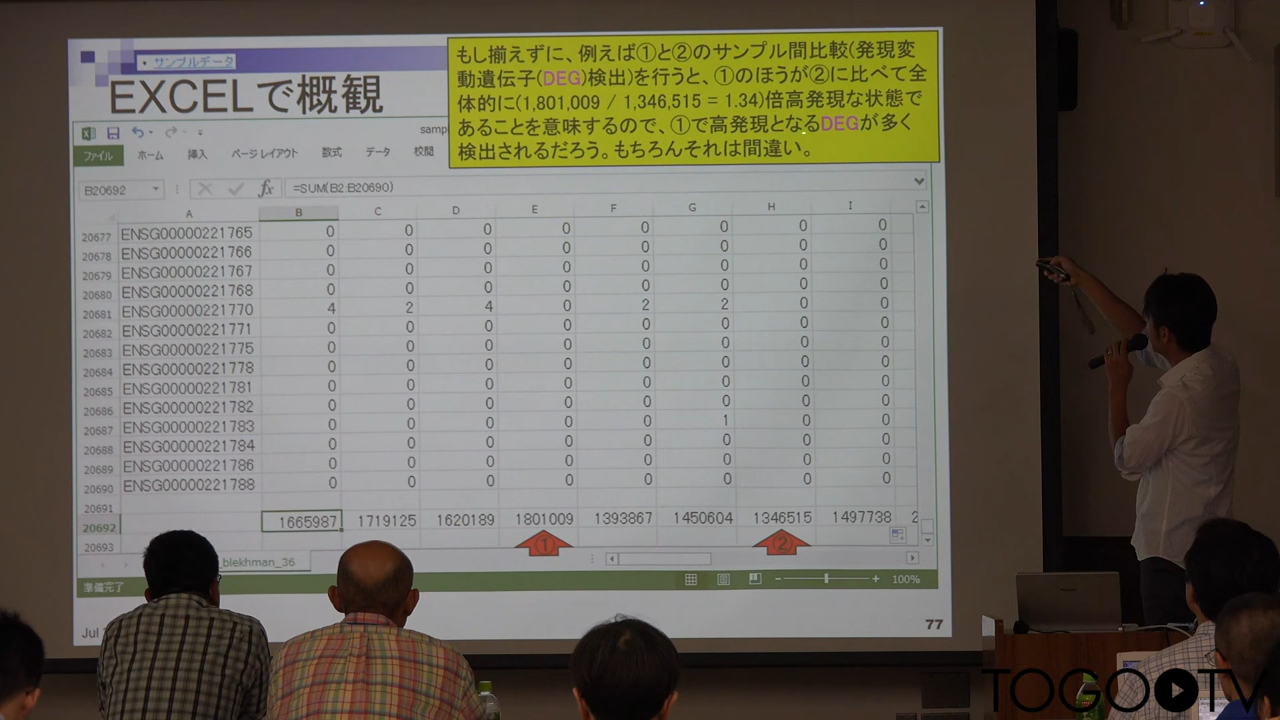 ・サンプルデータ
EXCELで概観
もし揃えずに、例えば①と②のサンプル間比較(発現変
動遺伝子(DEG)検出)を行うと、①のほうが②に比べて全
体的に(1,801,009 / 1,346,515 = 1.34)倍高発現な状態で
あることを意味するので、①で高発現となるDEGが多く
検出されるだろう。もちろんそれは間違い。
samp
ファイル ホーム 挿入 ページ レイアウト 数式 データ 校閲
B20692 fx =SUM(B2:B20690)
A B C D E F G H I
20677 ENSG00000221765 0 0 0 0 0 0 0 0
20678 ENSG00000221766 0 0 0 0 0 0 0 0
20679 ENSG00000221767 0 0 0 0 0 0 0 0
20680 ENSG00000221768 0 0 0 0 0 0 0 0
20681 ENSG00000221770 4 2 4 0 2 2 0 0
20682 ENSG00000221771 0 0 0 0 0 0 0 0
20683 ENSG00000221775 0 0 0 0 0 0 0 0
20684 ENSG00000221778 0 0 0 0 0 0 0 0
20685 ENSG00000221781 0 0 0 0 0 0 0 0
20686 ENSG00000221782 0 0 0 0 0 0 0 0
20687 ENSG00000221783 0 0 0 0 0 1 0 0
20688 ENSG00000221784 0 0 0 0 0 0 0 0
20689 ENSG00000221786 0 0 0 0 0 0 0 0
20690 ENSG00000221788 0 0 0 0 0 0 0 0
20691
20692 1665987 1719125 1620189 1801009 1393867 1450604 1346515 1497738 2
20693
① ②
_blekhman_36
準備完了 100%
Jul
77
TOGO TV